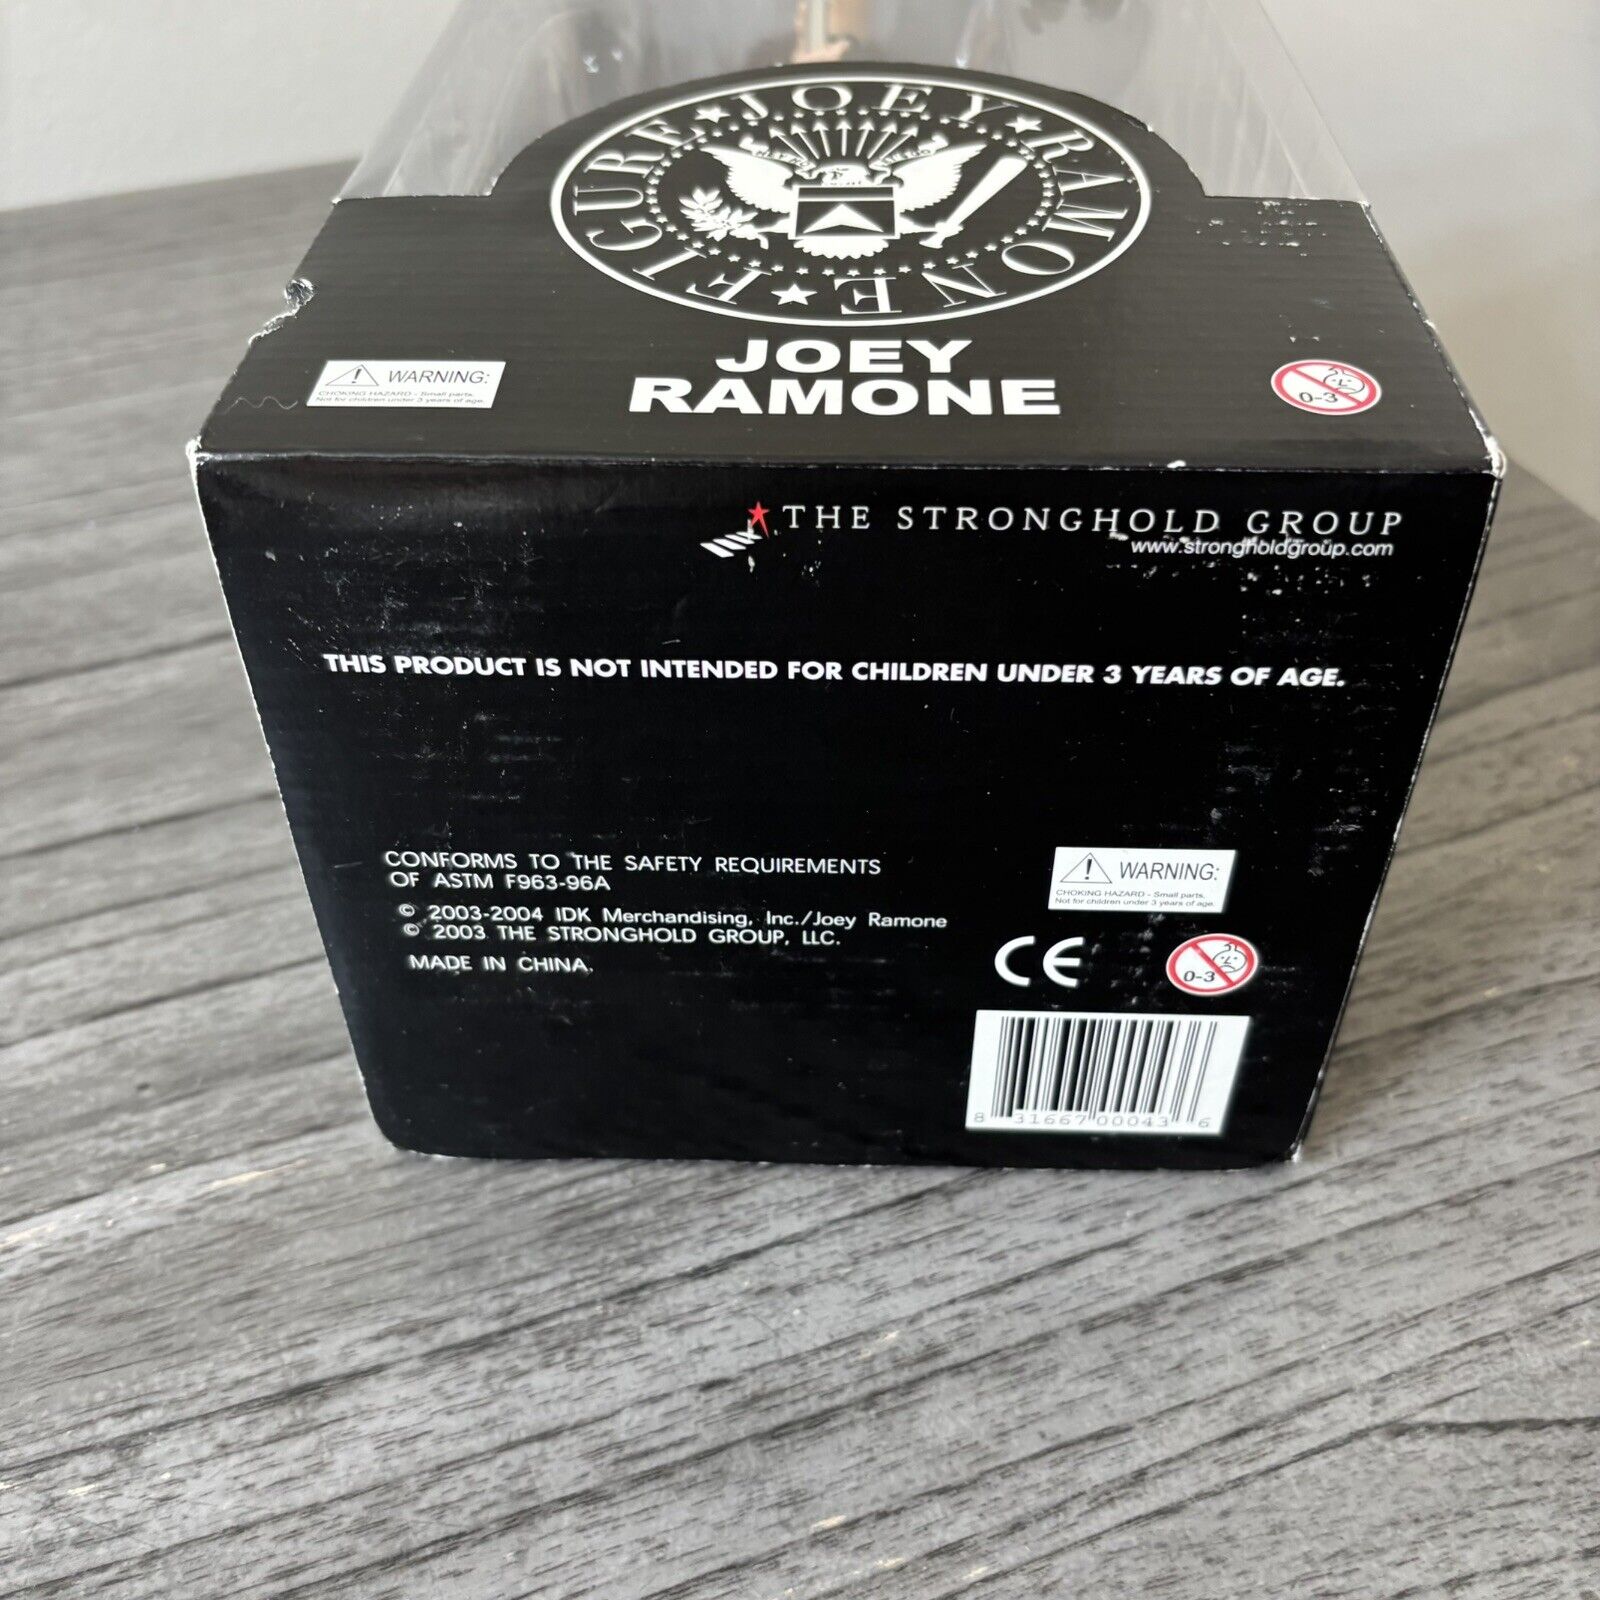 JOEY RAMONE ★ FIGURE ★
JOEY
RAMONE
WARNING:
CHOKING HAZARD - Small parts.
Not for children under 3 years of age.
0-3
THE STRONGHOLD GROUP
www.strongholdgroup.com
THIS PRODUCT IS NOT INTENDED FOR CHILDREN UNDER 3 YEARS OF AGE.
CONFORMS TO THE SAFETY REQUIREMENTS
OF ASTM F963-96A
© 2003-2004 IDK Merchandising, Inc./Joey Ramone
© 2003 THE STRONGHOLD GROUP, LLC.
MADE IN CHINA.
WARNING:
CHOKING HAZARD - Small parts.
Not for children under 3 years of age.
CE
0-3
8 31667 00043 6